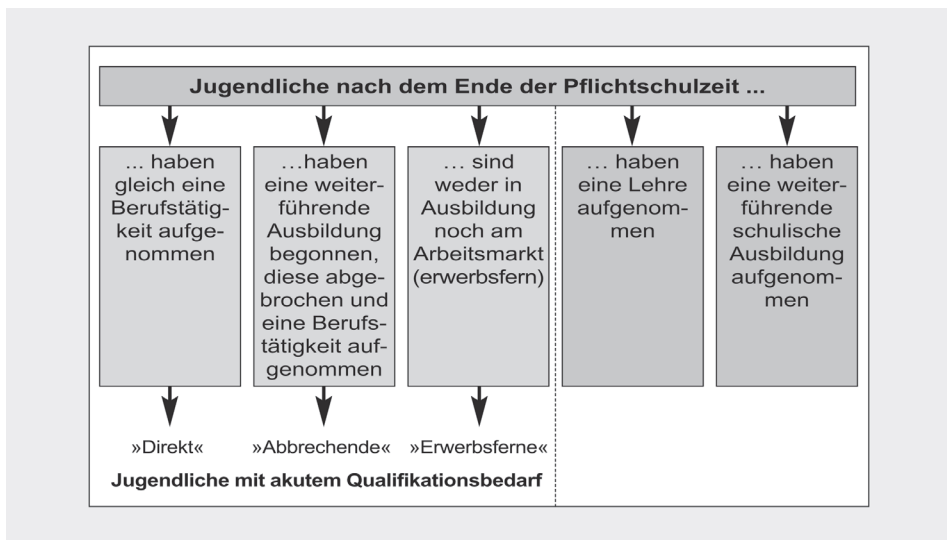 Jugendliche nach dem Ende der Pflichtschulzeit ...
... haben
gleich eine
Berufstätig-
keit aufge-
nommen
...haben
eine weiter-
führende
Ausbildung
begonnen,
diese abge-
brochen und
eine Berufs-
tätigkeit auf-
genommen
... sind
weder in
Ausbildung
noch am
Arbeitsmarkt
(erwerbsfern)
... haben
eine Lehre
aufgenom-
men
... haben
eine weiter-
führende
schulische
Ausbildung
aufgenom-
men
»Direkt«
»Abbrechende«
»Erwerbsferne«
Jugendliche mit akutem Qualifikationsbedarf